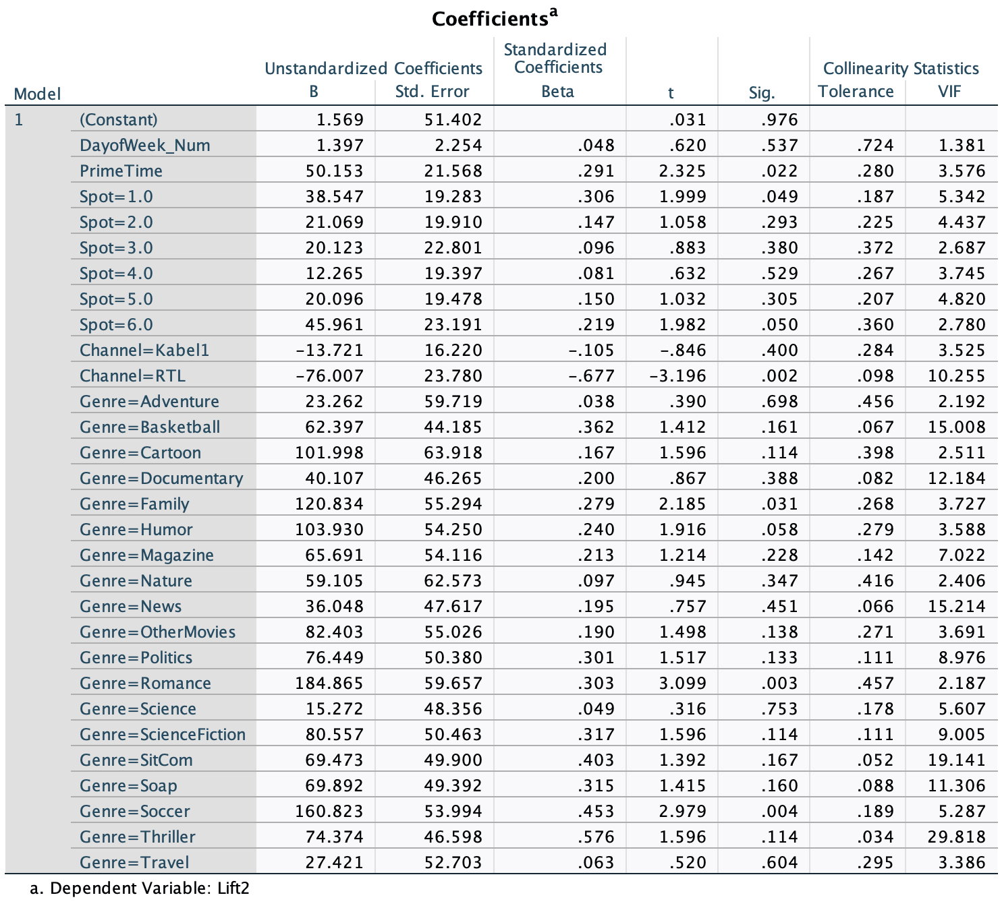 Coefficientsᵃ
Unstandardized Coefficients Standardized Coefficients Collinearity Statistics
Model B Std. Error Beta t Sig. Tolerance VIF
1 (Constant) 1.569 51.402 .031 .976
DayofWeek_Num 1.397 2.254 .048 .620 .537 .724 1.381
PrimeTime 50.153 21.568 .291 2.325 .022 .280 3.576
Spot=1.0 38.547 19.283 .306 1.999 .049 .187 5.342
Spot=2.0 21.069 19.910 .147 1.058 .293 .225 4.437
Spot=3.0 20.123 22.801 .096 .883 .380 .372 2.687
Spot=4.0 12.265 19.397 .081 .632 .529 .267 3.745
Spot=5.0 20.096 19.478 .150 1.032 .305 .207 4.820
Spot=6.0 45.961 23.191 .219 1.982 .050 .360 2.780
Channel=Kabel1 −13.721 16.220 −.105 −.846 .400 .284 3.525
Channel=RTL −76.007 23.780 −.677 −3.196 .002 .098 10.255
Genre=Adventure 23.262 59.719 .038 .390 .698 .456 2.192
Genre=Basketball 62.397 44.185 .362 1.412 .161 .067 15.008
Genre=Cartoon 101.998 63.918 .167 1.596 .114 .398 2.511
Genre=Documentary 40.107 46.265 .200 .867 .388 .082 12.184
Genre=Family 120.834 55.294 .279 2.185 .031 .268 3.727
Genre=Humor 103.930 54.250 .240 1.916 .058 .279 3.588
Genre=Magazine 65.691 54.116 .213 1.214 .228 .142 7.022
Genre=Nature 59.105 62.573 .097 .945 .347 .416 2.406
Genre=News 36.048 47.617 .195 .757 .451 .066 15.214
Genre=OtherMovies 82.403 55.026 .190 1.498 .138 .271 3.691
Genre=Politics 76.449 50.380 .301 1.517 .133 .111 8.976
Genre=Romance 184.865 59.657 .303 3.099 .003 .457 2.187
Genre=Science 15.272 48.356 .049 .316 .753 .178 5.607
Genre=ScienceFiction 80.557 50.463 .317 1.596 .114 .111 9.005
Genre=SitCom 69.473 49.900 .403 1.392 .167 .052 19.141
Genre=Soap 69.892 49.392 .315 1.415 .160 .088 11.306
Genre=Soccer 160.823 53.994 .453 2.979 .004 .189 5.287
Genre=Thriller 74.374 46.598 .576 1.596 .114 .034 29.818
Genre=Travel 27.421 52.703 .063 .520 .604 .295 3.386
a. Dependent Variable: Lift2